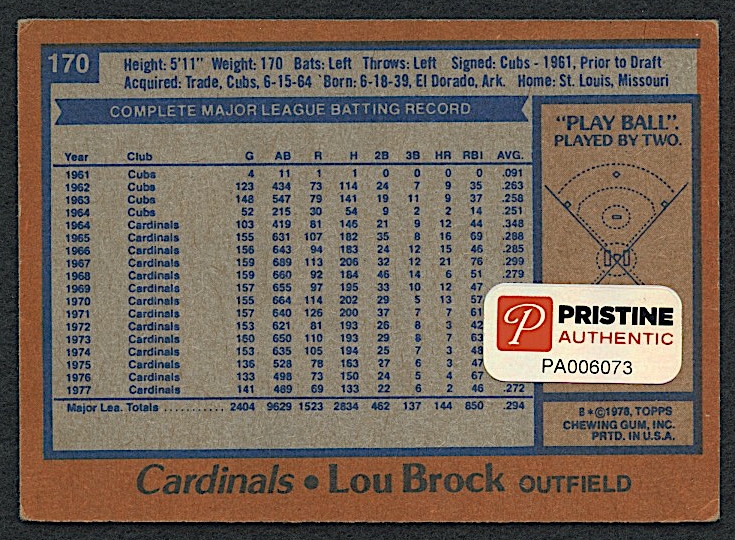 170
Height: 5'11" Weight: 170 Bats: Left Throws: Left Signed: Cubs - 1961, Prior to Draft
Acquired: Trade, Cubs, 6-15-64 Born: 6-18-39, El Dorado, Ark. Home: St. Louis, Missouri
COMPLETE MAJOR LEAGUE BATTING RECORD
Year Club G AB R H 2B 3B HR RBI AVG.
1961 Cubs 4 11 1 1 0 0 0 0 .091
1962 Cubs 123 434 73 114 24 7 9 35 .263
1963 Cubs 148 547 79 141 19 11 9 37 .258
1964 Cubs 52 215 30 54 9 2 2 14 .251
1964 Cardinals 103 419 81 146 21 9 12 44 .348
1965 Cardinals 155 631 107 182 35 8 16 69 .288
1966 Cardinals 156 643 94 183 24 12 15 46 .285
1967 Cardinals 159 689 113 206 32 12 21 76 .299
1968 Cardinals 159 660 92 184 46 14 6 51 .279
1969 Cardinals 157 655 97 195 33 10 12 47
1970 Cardinals 155 664 114 202 29 5 13 57
1971 Cardinals 157 640 126 200 37 7 7 61
1972 Cardinals 153 621 81 193 26 8 3 42
1973 Cardinals 160 650 110 193 29 8 7 63
1974 Cardinals 153 635 105 194 25 7 3 48
1975 Cardinals 136 528 78 163 27 6 3 47
1976 Cardinals 133 498 73 150 24 5 4 67
1977 Cardinals 141 489 69 133 22 6 2 46 .272
Major Lea. Totals ........... 2404 9629 1523 2834 462 137 144 850 .294
"PLAY BALL".
PLAYED BY TWO.
P PRISTINE
AUTHENTIC
PA006073
B*©1978, TOPPS
CHEWING GUM, INC.
PRTD. IN U.S.A.
Cardinals • Lou Brock OUTFIELD